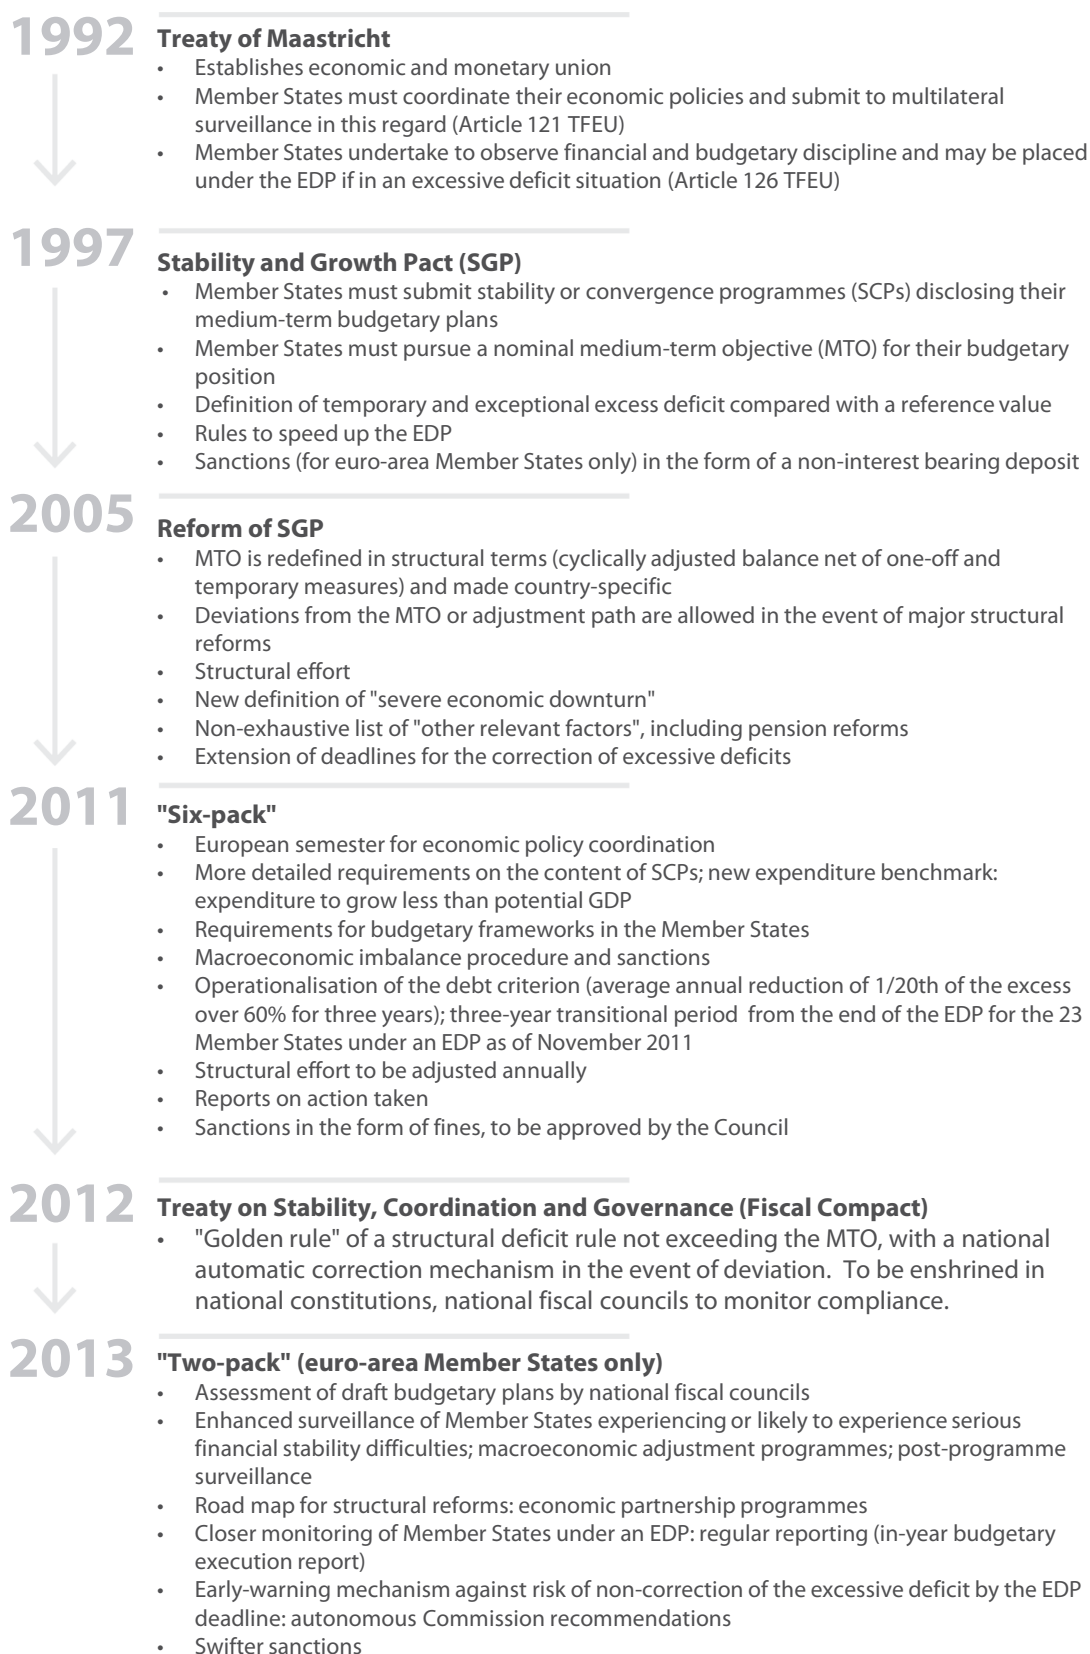 1992
Treaty of Maastricht
• Establishes economic and monetary union
• Member States must coordinate their economic policies and submit to multilateral
surveillance in this regard (Article 121 TFEU)
• Member States undertake to observe financial and budgetary discipline and may be placed
under the EDP if in an excessive deficit situation (Article 126 TFEU)
1997
Stability and Growth Pact (SGP)
• Member States must submit stability or convergence programmes (SCPs) disclosing their
medium-term budgetary plans
• Member States must pursue a nominal medium-term objective (MTO) for their budgetary
position
• Definition of temporary and exceptional excess deficit compared with a reference value
• Rules to speed up the EDP
• Sanctions (for euro-area Member States only) in the form of a non-interest bearing deposit
2005
Reform of SGP
• MTO is redefined in structural terms (cyclically adjusted balance net of one-off and
temporary measures) and made country-specific
• Deviations from the MTO or adjustment path are allowed in the event of major structural
reforms
• Structural effort
• New definition of "severe economic downturn"
• Non-exhaustive list of "other relevant factors", including pension reforms
• Extension of deadlines for the correction of excessive deficits
2011
"Six-pack"
• European semester for economic policy coordination
• More detailed requirements on the content of SCPs; new expenditure benchmark:
expenditure to grow less than potential GDP
• Requirements for budgetary frameworks in the Member States
• Macroeconomic imbalance procedure and sanctions
• Operationalisation of the debt criterion (average annual reduction of 1/20th of the excess
over 60% for three years); three-year transitional period from the end of the EDP for the 23
Member States under an EDP as of November 2011
• Structural effort to be adjusted annually
• Reports on action taken
• Sanctions in the form of fines, to be approved by the Council
2012
Treaty on Stability, Coordination and Governance (Fiscal Compact)
• "Golden rule" of a structural deficit rule not exceeding the MTO, with a national
automatic correction mechanism in the event of deviation. To be enshrined in
national constitutions, national fiscal councils to monitor compliance.
2013
"Two-pack" (euro-area Member States only)
• Assessment of draft budgetary plans by national fiscal councils
• Enhanced surveillance of Member States experiencing or likely to experience serious
financial stability difficulties; macroeconomic adjustment programmes; post-programme
surveillance
• Road map for structural reforms: economic partnership programmes
• Closer monitoring of Member States under an EDP: regular reporting (in-year budgetary
execution report)
• Early-warning mechanism against risk of non-correction of the excessive deficit by the EDP
deadline: autonomous Commission recommendations
• Swifter sanctions